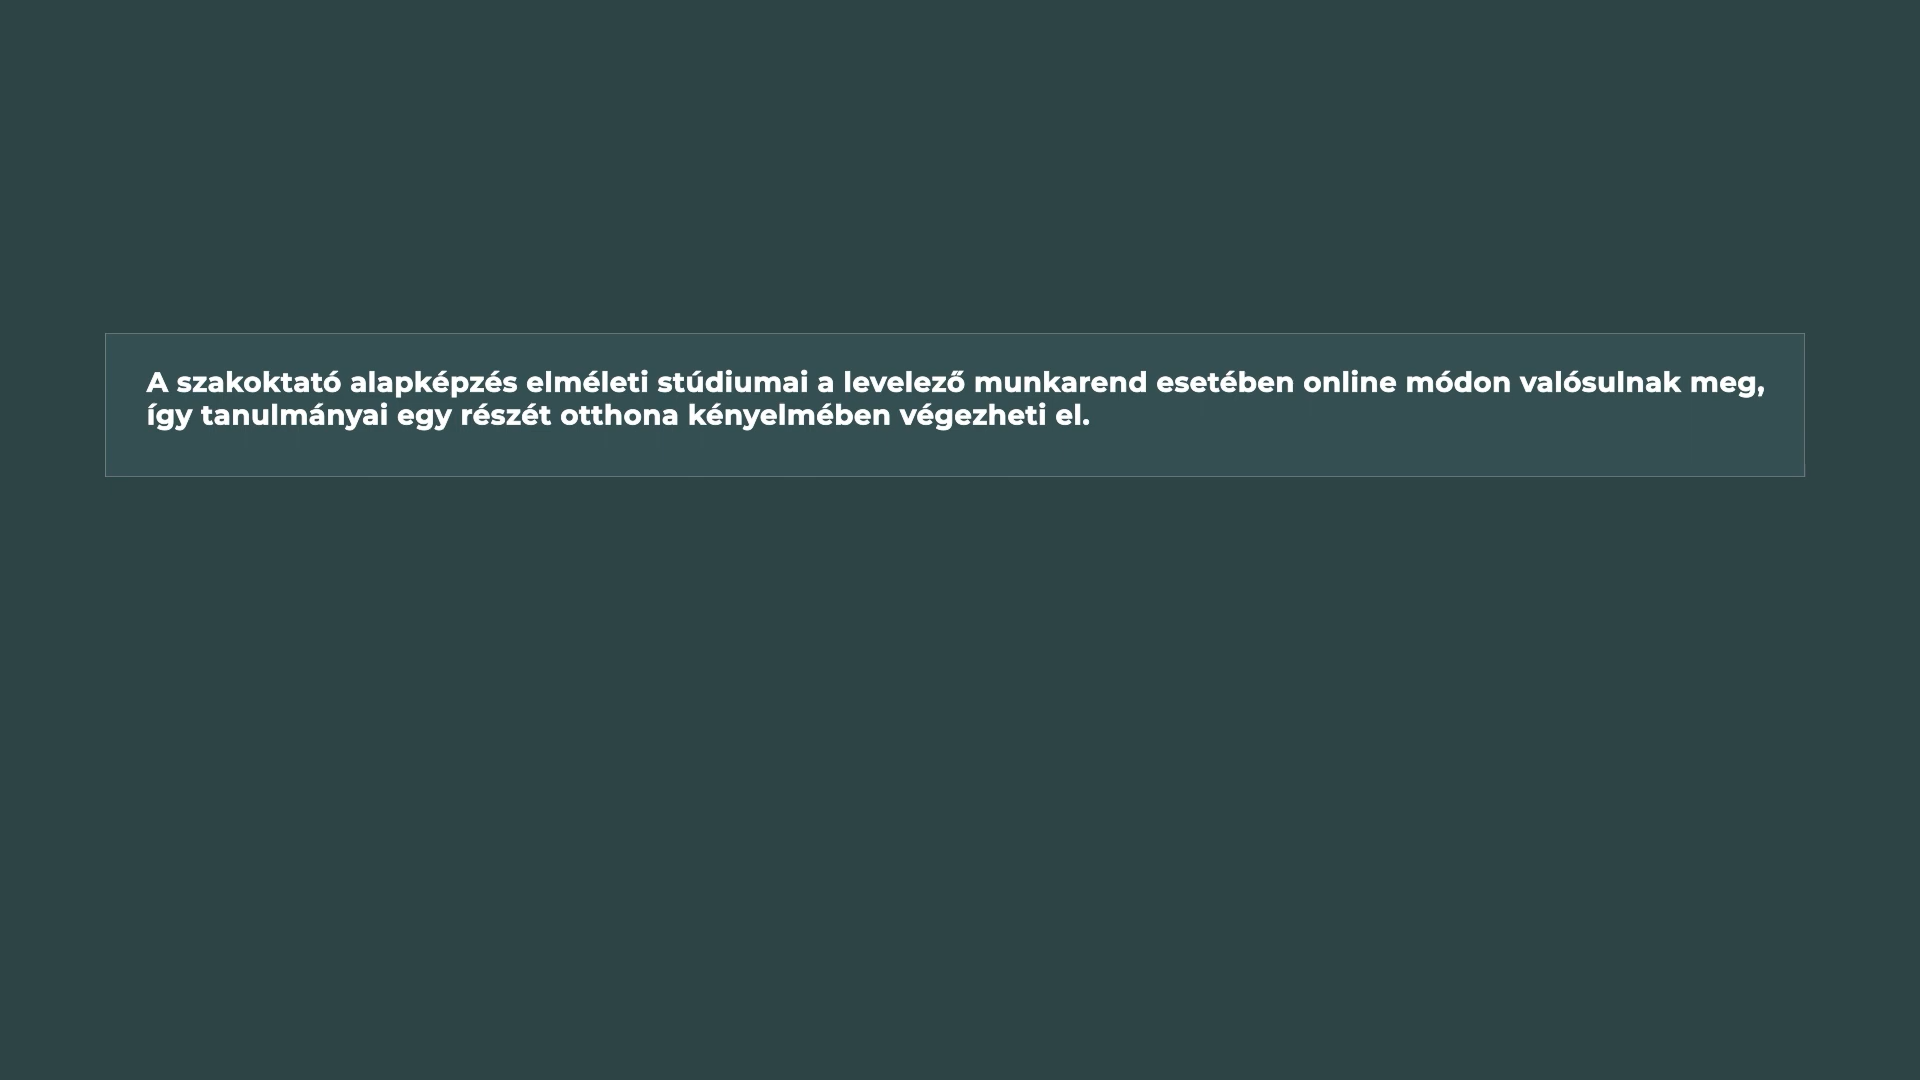 A szakoktató alapképzés elméleti stúdiumai a levelező munkarend esetében online módon valósulnak meg,
így tanulmányai egy részét otthona kényelmében végezheti el.